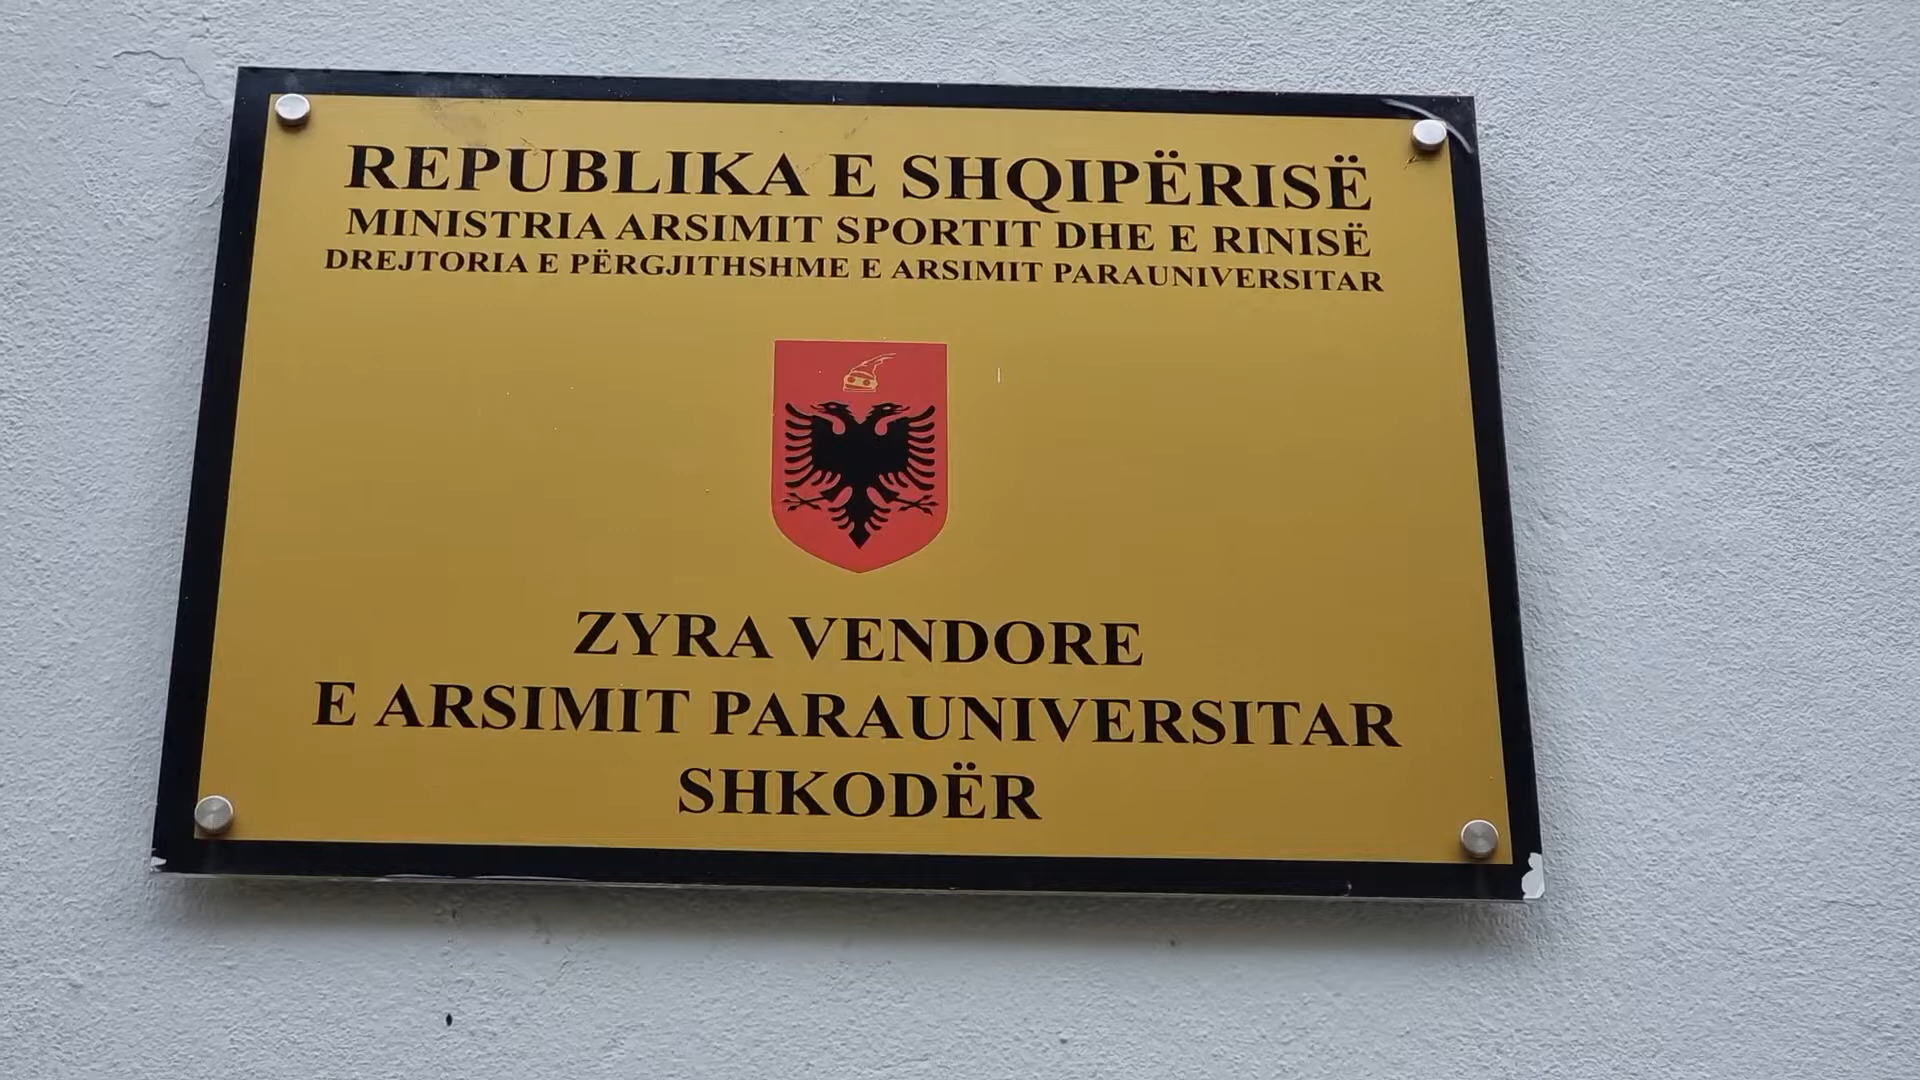 REPUBLIKA E SHQIPËRISË
MINISTRIA ARSIMIT SPORTIT DHE E RINISË
DREJTORIA E PËRGJITHSHME E ARSIMIT PARAUNIVERSITAR
ZYRA VENDORE
E ARSIMIT PARAUNIVERSITAR
SHKODËR